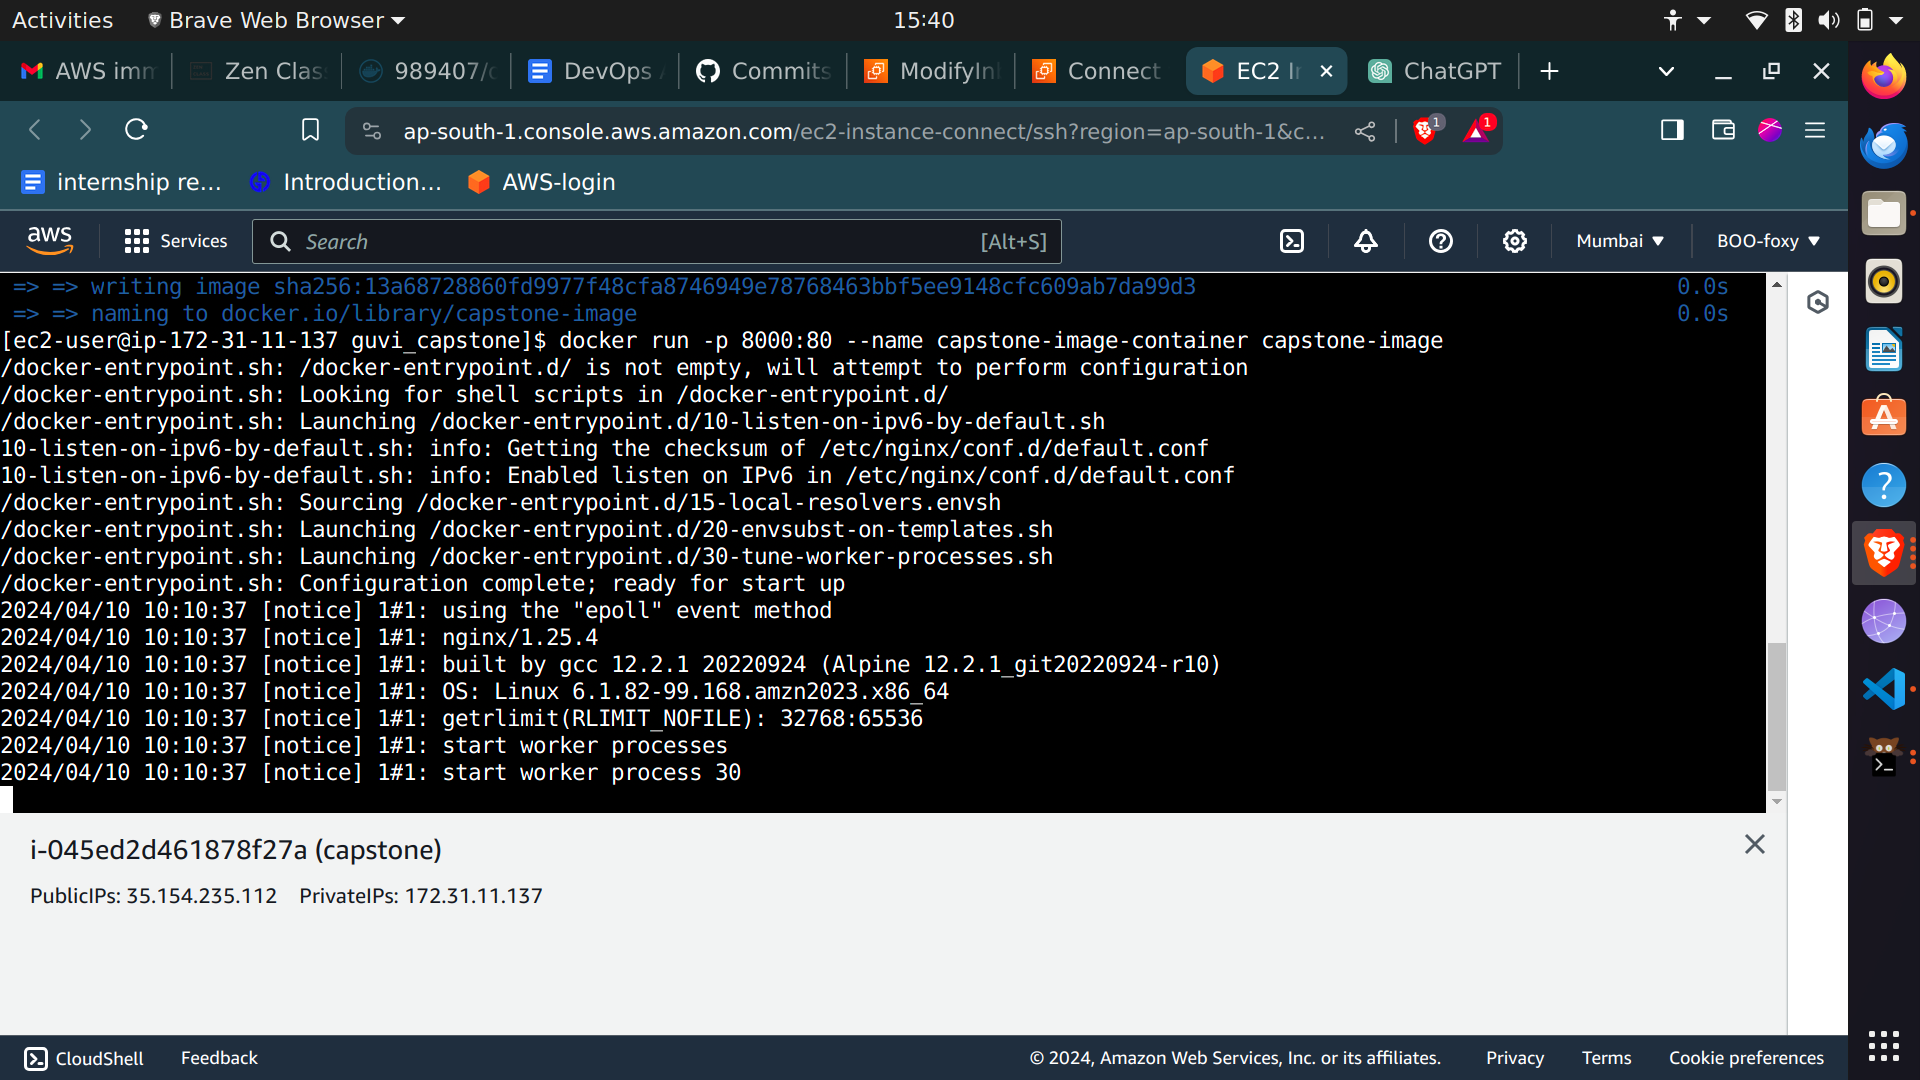 Activities
Brave Web Browser
15:40
AWS imm
Zen Clas
989407/c
DevOps A
Commits
ModifyIn
Connect
EC2 I
ChatGPT
ap-south-1.console.aws.amazon.com/ec2-instance-connect/ssh?region=ap-south-1&c...
1
1
internship re...
Introduction...
AWS-login
aws
Services
Search
[Alt+S]
Mumbai
BOO-foxy
=> => writing image sha256:13a68728860fd9977f48cfa8746949e78768463bbf5ee9148cfc609ab7da99d3 0.0s
=> => naming to docker.io/library/capstone-image 0.0s
[ec2-user@ip-172-31-11-137 guvi_capstone]$ docker run -p 8000:80 --name capstone-image-container capstone-image
/docker-entrypoint.sh: /docker-entrypoint.d/ is not empty, will attempt to perform configuration
/docker-entrypoint.sh: Looking for shell scripts in /docker-entrypoint.d/
/docker-entrypoint.sh: Launching /docker-entrypoint.d/10-listen-on-ipv6-by-default.sh
10-listen-on-ipv6-by-default.sh: info: Getting the checksum of /etc/nginx/conf.d/default.conf
10-listen-on-ipv6-by-default.sh: info: Enabled listen on IPv6 in /etc/nginx/conf.d/default.conf
/docker-entrypoint.sh: Sourcing /docker-entrypoint.d/15-local-resolvers.envsh
/docker-entrypoint.sh: Launching /docker-entrypoint.d/20-envsubst-on-templates.sh
/docker-entrypoint.sh: Launching /docker-entrypoint.d/30-tune-worker-processes.sh
/docker-entrypoint.sh: Configuration complete; ready for start up
2024/04/10 10:10:37 [notice] 1#1: using the "epoll" event method
2024/04/10 10:10:37 [notice] 1#1: nginx/1.25.4
2024/04/10 10:10:37 [notice] 1#1: built by gcc 12.2.1 20220924 (Alpine 12.2.1_git20220924-r10)
2024/04/10 10:10:37 [notice] 1#1: OS: Linux 6.1.82-99.168.amzn2023.x86_64
2024/04/10 10:10:37 [notice] 1#1: getrlimit(RLIMIT_NOFILE): 32768:65536
2024/04/10 10:10:37 [notice] 1#1: start worker processes
2024/04/10 10:10:37 [notice] 1#1: start worker process 30
i-045ed2d461878f27a (capstone)
PublicIPs: 35.154.235.112 PrivateIPs: 172.31.11.137
CloudShell
Feedback
© 2024, Amazon Web Services, Inc. or its affiliates.
Privacy
Terms
Cookie preferences